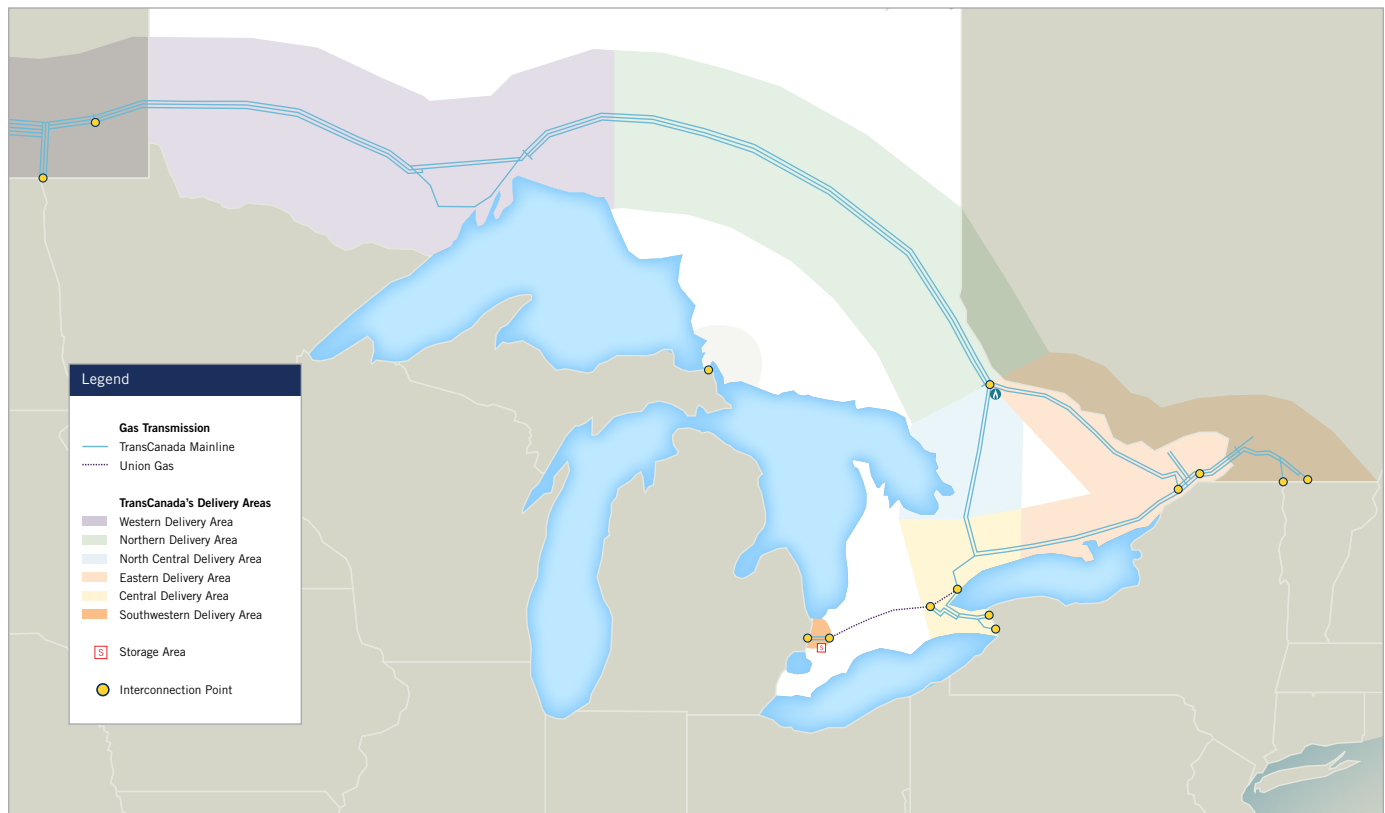 Legend
Gas Transmission
TransCanada Mainline
Union Gas
TransCanada's Delivery Areas
Western Delivery Area
Northern Delivery Area
North Central Delivery Area
Eastern Delivery Area
Central Delivery Area
Southwestern Delivery Area
S Storage Area
Interconnection Point
S